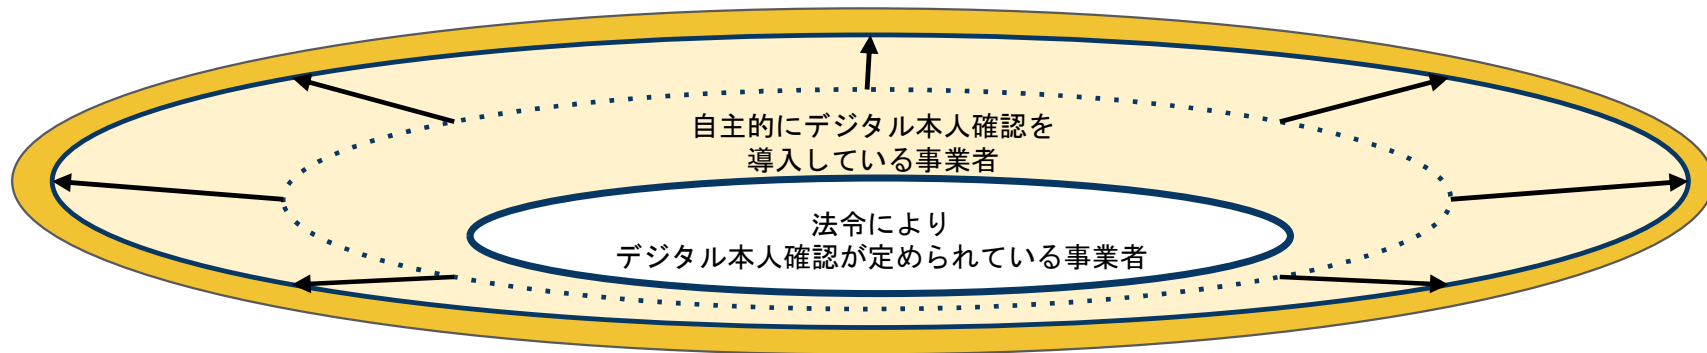 自主的にデジタル本人確認を
導入している事業者
法令により
デジタル本人確認が定められている事業者